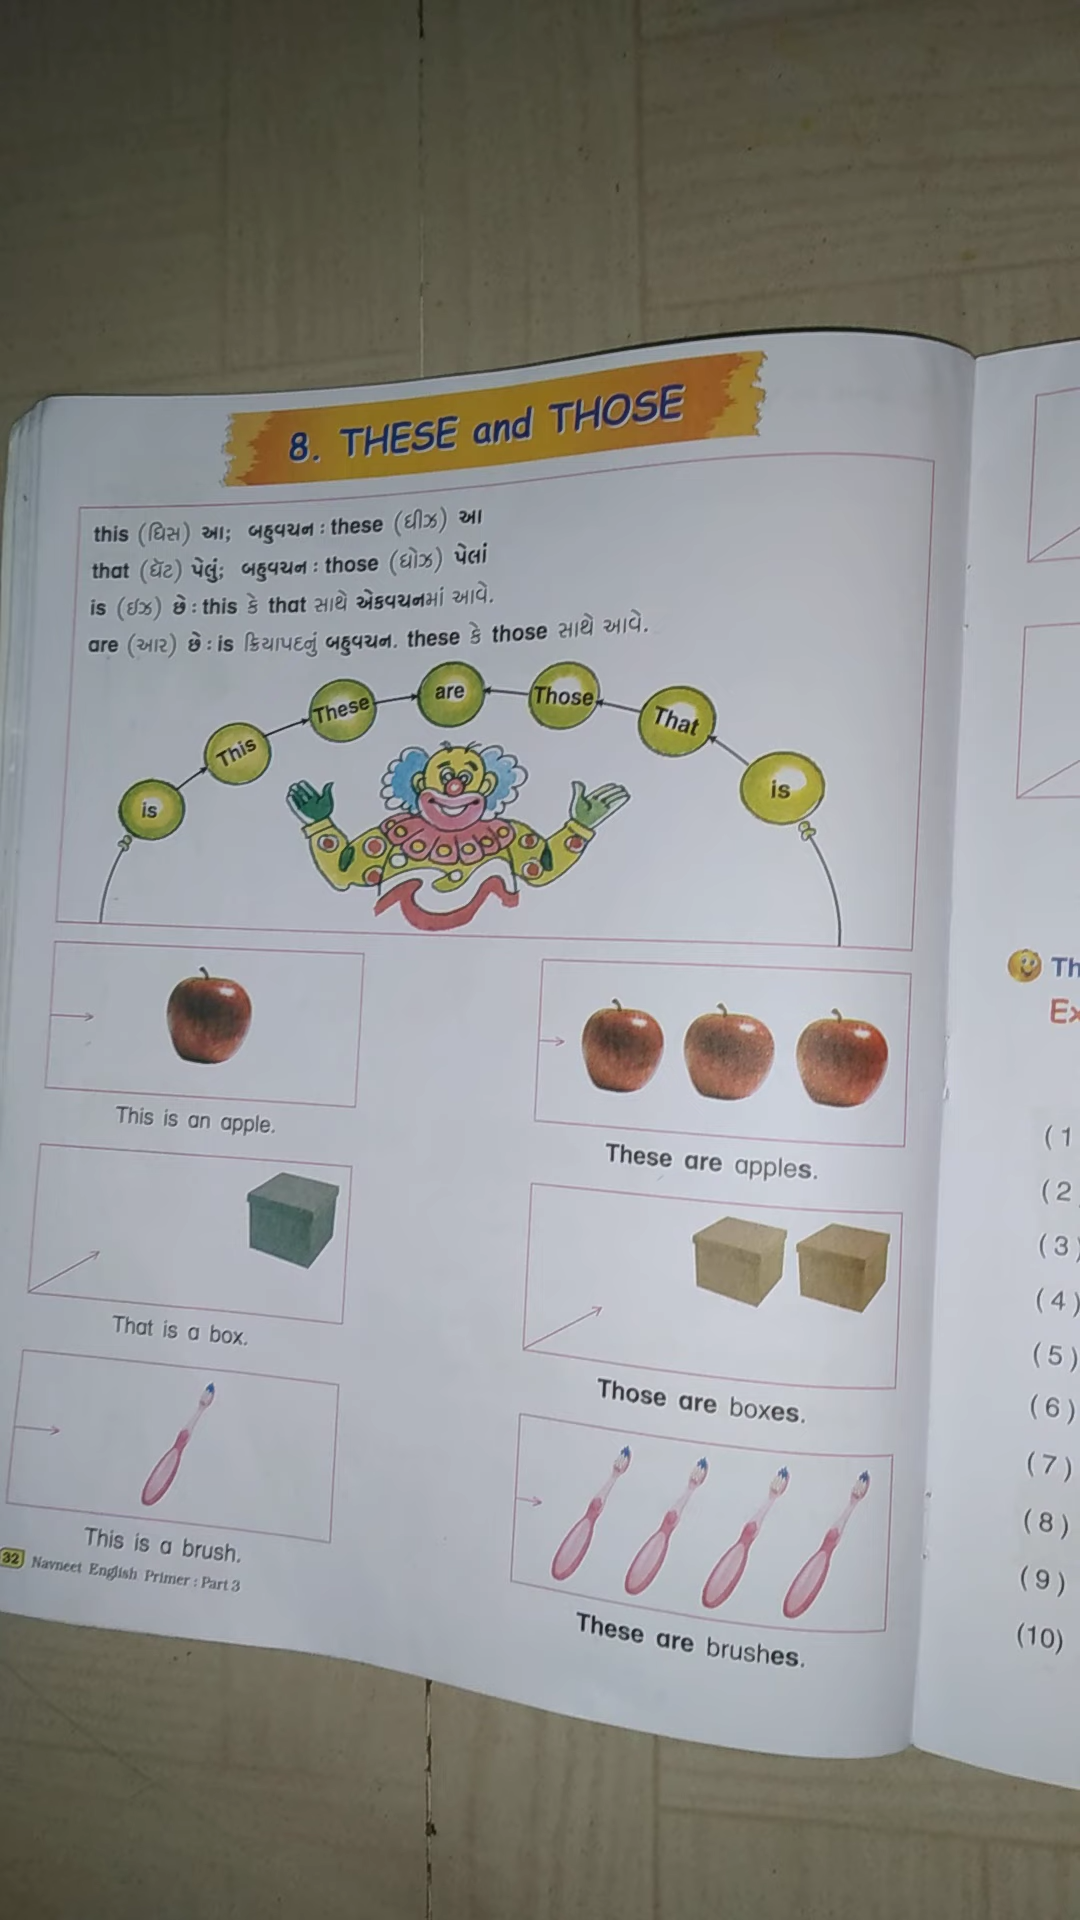 8. THESE and THOSE
this (ધિસ) આ; બહુવચન : these (ધીઝ) આ
that (ધૅટ) પેલું; બહુવચન : those (ધોઝ) પેલાં
is (ઈઝ) છે : this કે that સાથે એકવચનમાં આવે.
are (આર) છે : is ક્રિયાપદનું બહુવચન. these કે those સાથે આવે.
is
This
These
are
Those
That
is
This is an apple.
These are apples.
That is a box.
Those are boxes.
This is a brush.
These are brushes.
32 Navneet English Primer : Part 3
Th
Ex
(1
(2
(3)
(4)
(5)
(6)
(7)
(8)
(9)
(10)